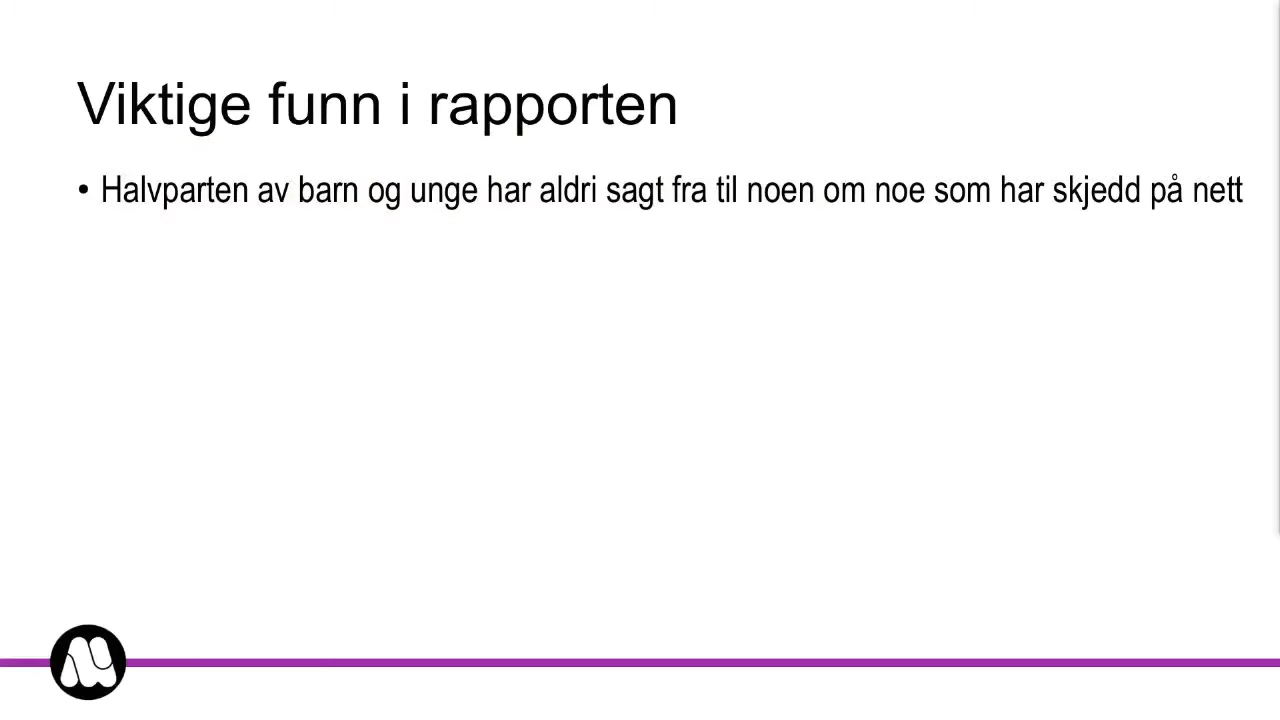 Viktige funn i rapporten
• Halvparten av barn og unge har aldri sagt fra til noen om noe som har skjedd på nett